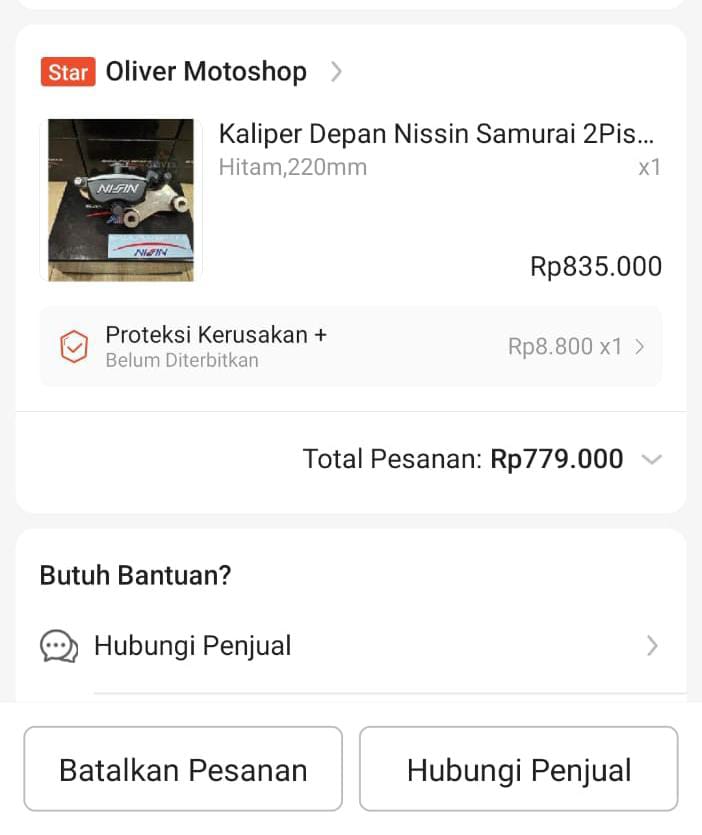 Star Oliver Motoshop
Kaliper Depan Nissin Samurai 2Pis...
Hitam,220mm x1
NISSIN
NISSIN
Rp835.000
Proteksi Kerusakan +
Belum Diterbitkan
Rp8.800 x1
Total Pesanan: Rp779.000
Butuh Bantuan?
Hubungi Penjual
Batalkan Pesanan
Hubungi Penjual